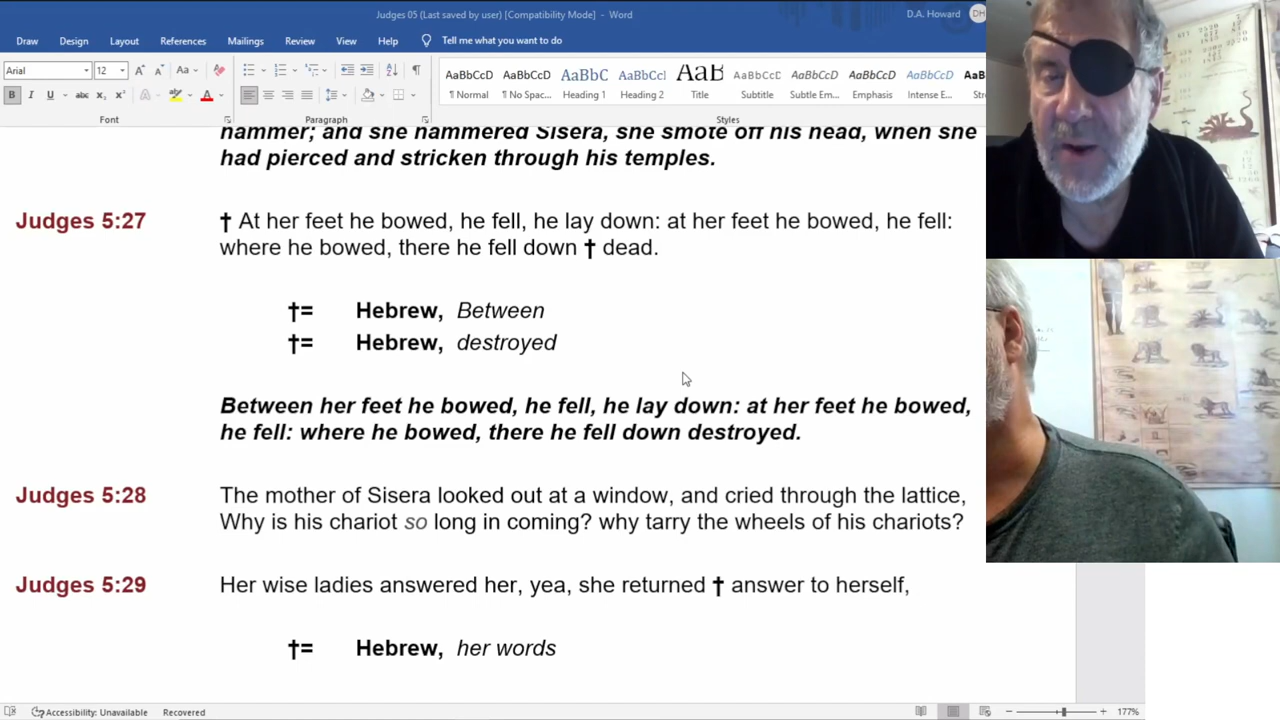 Judges 05 (Last saved by user) [Compatibility Mode] - Word
D.A. Howard DH
Draw Design Layout References Mailings Review View Help Tell me what you want to do
Arial 12
AaBbCcD AaBbCcD AaBbC AaBbCcl AaB AaBbCcD AaBbCcD AaBbCcD AaBbCcD
¶ Normal ¶ No Spac... Heading 1 Heading 2 Title Subtitle Subtle Em... Emphasis Intense E...
Font Paragraph Styles
hammer; and she hammered Sisera, she smote off his head, when she
had pierced and stricken through his temples.
Judges 5:27 † At her feet he bowed, he fell, he lay down: at her feet he bowed, he fell:
where he bowed, there he fell down † dead.
†= Hebrew, Between
†= Hebrew, destroyed
Between her feet he bowed, he fell, he lay down: at her feet he bowed,
he fell: where he bowed, there he fell down destroyed.
Judges 5:28 The mother of Sisera looked out at a window, and cried through the lattice,
Why is his chariot so long in coming? why tarry the wheels of his chariots?
Judges 5:29 Her wise ladies answered her, yea, she returned † answer to herself,
†= Hebrew, her words
Accessibility: Unavailable Recovered 177%